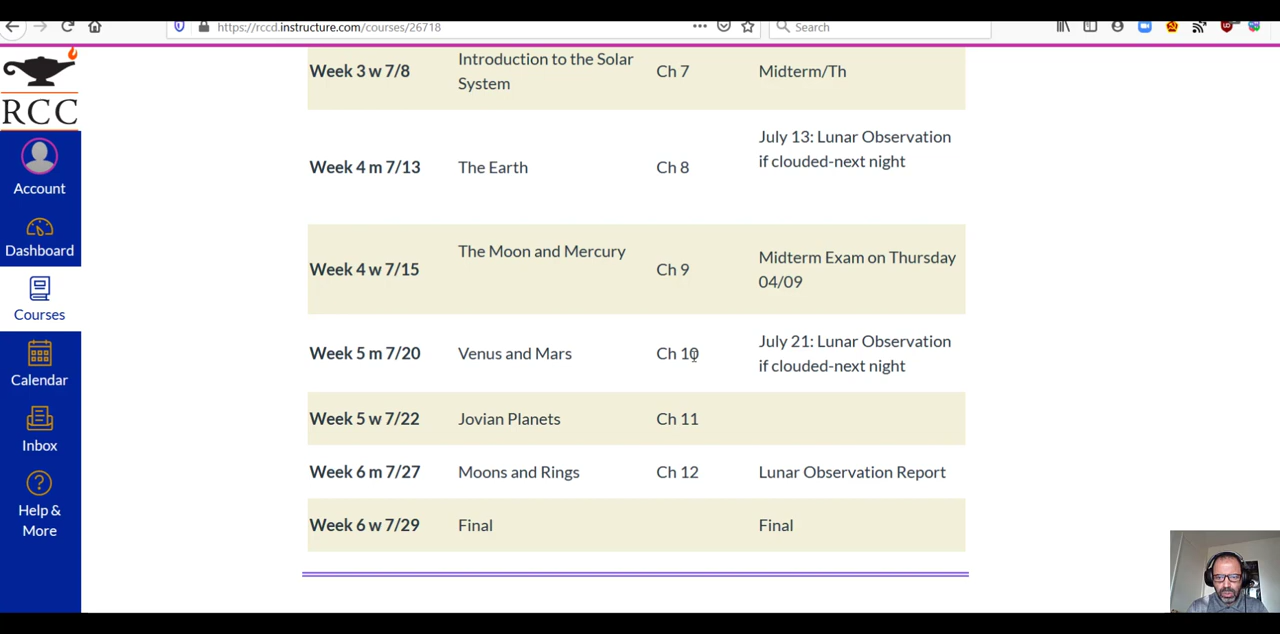 https://rccd.instructure.com/courses/26718
Search
RCC
Account
Dashboard
Courses
Calendar
Inbox
Help &
More
Week 3 w 7/8
Introduction to the Solar
System
Ch 7
Midterm/Th
Week 4 m 7/13
The Earth
Ch 8
July 13: Lunar Observation
if clouded-next night
Week 4 w 7/15
The Moon and Mercury
Ch 9
Midterm Exam on Thursday
04/09
Week 5 m 7/20
Venus and Mars
Ch 10
July 21: Lunar Observation
if clouded-next night
Week 5 w 7/22
Jovian Planets
Ch 11
Week 6 m 7/27
Moons and Rings
Ch 12
Lunar Observation Report
Week 6 w 7/29
Final
Final